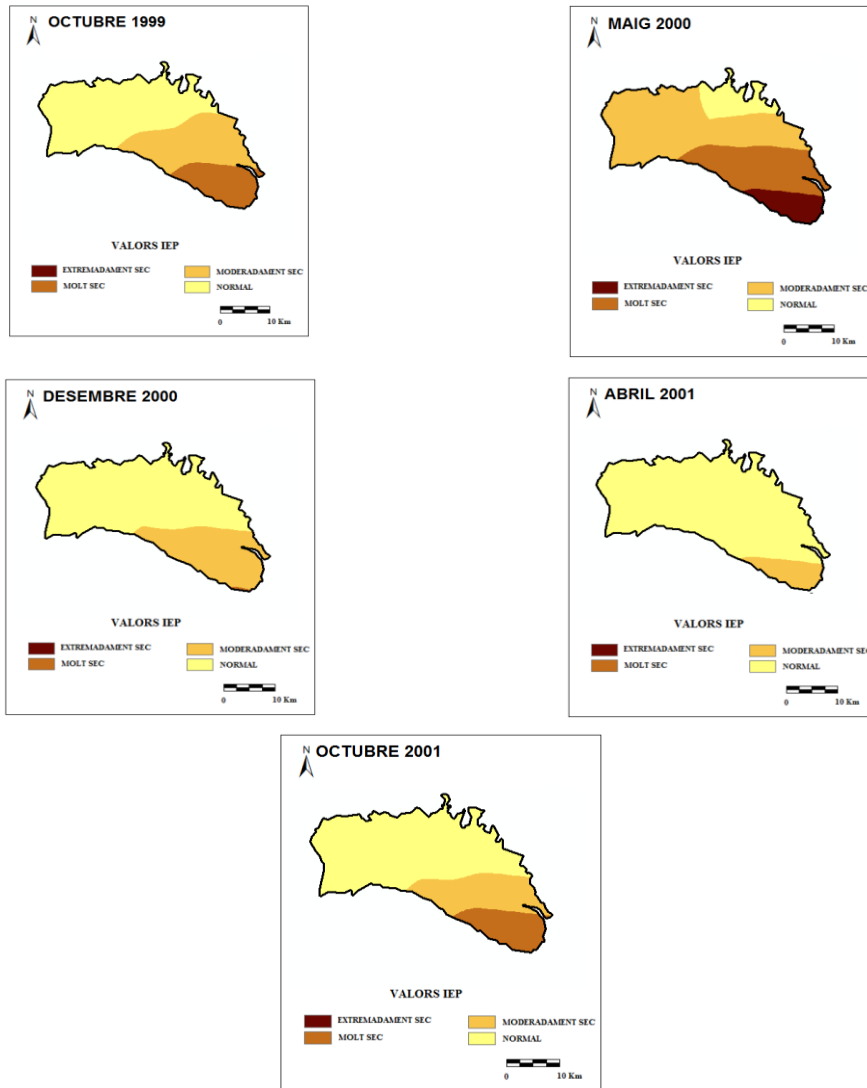 N
OCTUBRE 1999
VALORS IEP
EXTREMADAMENT SEC
MODERADAMENT SEC
MOLT SEC
NORMAL
0 10 Km
N
MAIG 2000
VALORS IEP
EXTREMADAMENT SEC
MODERADAMENT SEC
MOLT SEC
NORMAL
0 10 Km
N
DESEMBRE 2000
VALORS IEP
EXTREMADAMENT SEC
MODERADAMENT SEC
MOLT SEC
NORMAL
0 10 Km
N
ABRIL 2001
VALORS IEP
EXTREMADAMENT SEC
MODERADAMENT SEC
MOLT SEC
NORMAL
0 10 Km
N
OCTUBRE 2001
VALORS IEP
EXTREMADAMENT SEC
MODERADAMENT SEC
MOLT SEC
NORMAL
0 10 Km